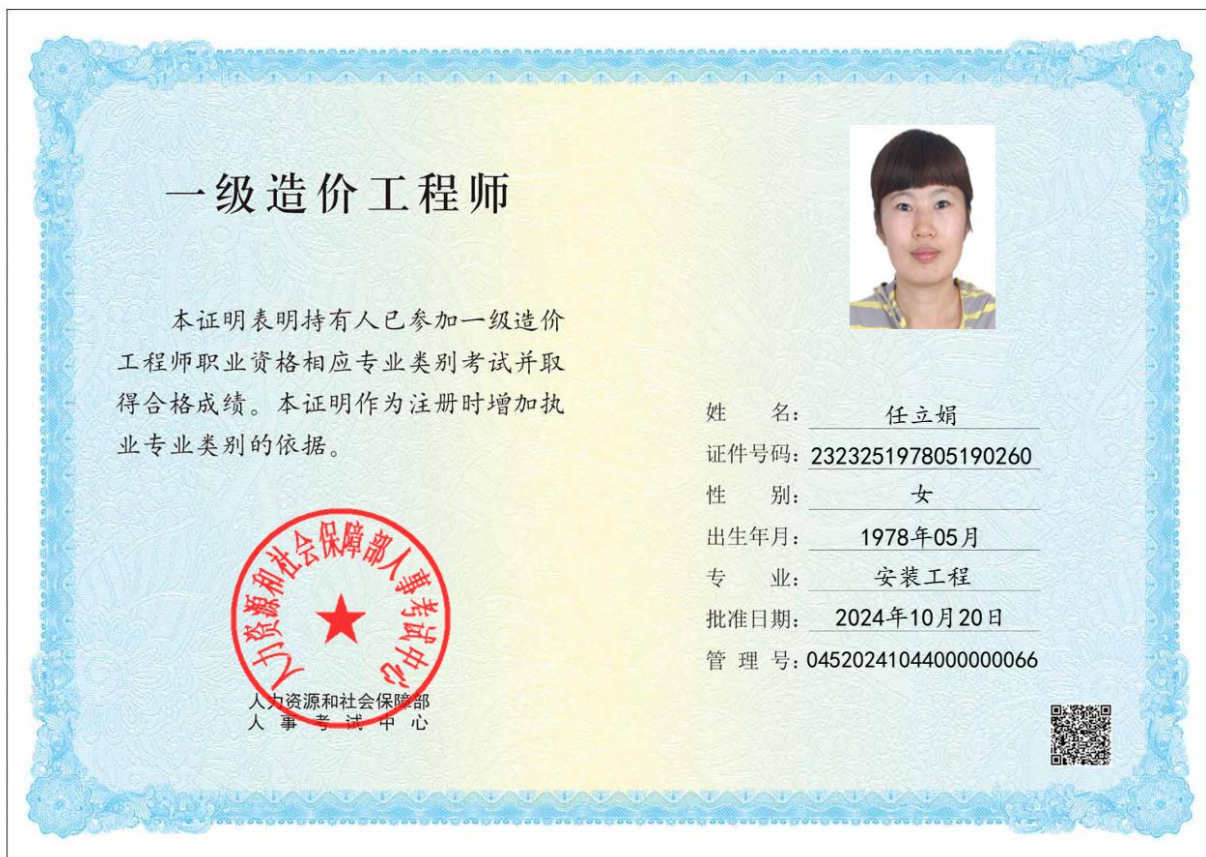 一级造价工程师
本证明表明持有人已参加一级造价
工程师职业资格相应专业类别考试并取
得合格成绩。本证明作为注册时增加执
业专业类别的依据。
人力资源和社会保障部人事考试中心
人力资源和社会保障部
人事考试中心
姓 名: 任立娟
证件号码: 232325197805190260
性 别: 女
出生年月: 1978年05月
专 业: 安装工程
批准日期: 2024年10月20日
管 理 号: 04520241044000000066